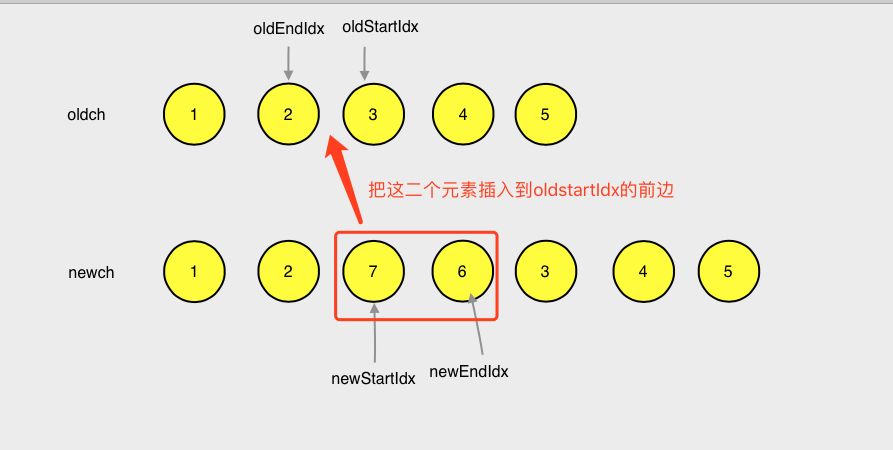 oldEndIdx oldStartIdx
oldch 1 2 3 4 5
把这二个元素插入到oldstartIdx的前边
newch 1 2 7 6 3 4 5
newStartIdx newEndIdx